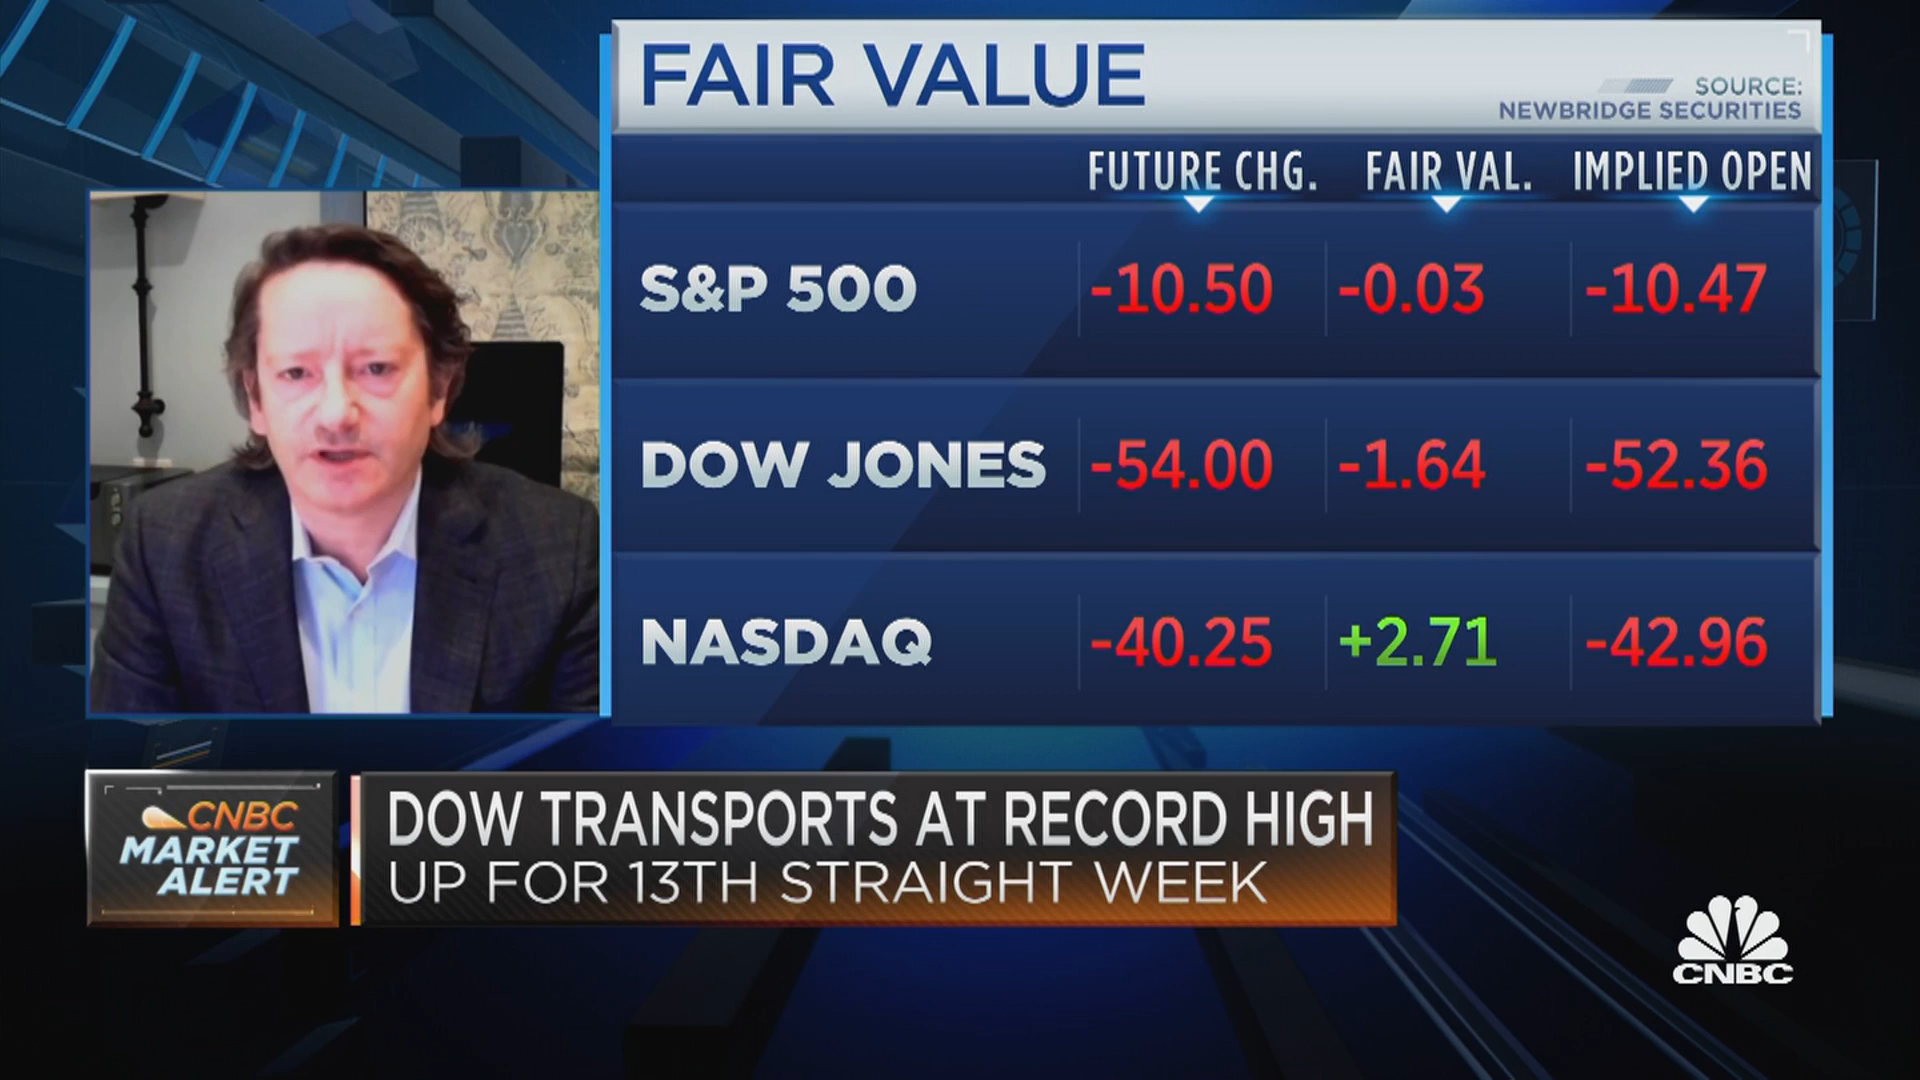 FAIR VALUE
SOURCE:
NEWBRIDGE SECURITIES
FUTURE CHG. FAIR VAL. IMPLIED OPEN
S&P 500 -10.50 -0.03 -10.47
DOW JONES -54.00 -1.64 -52.36
NASDAQ -40.25 +2.71 -42.96
CNBC
MARKET
ALERT
DOW TRANSPORTS AT RECORD HIGH
UP FOR 13TH STRAIGHT WEEK
CNBC